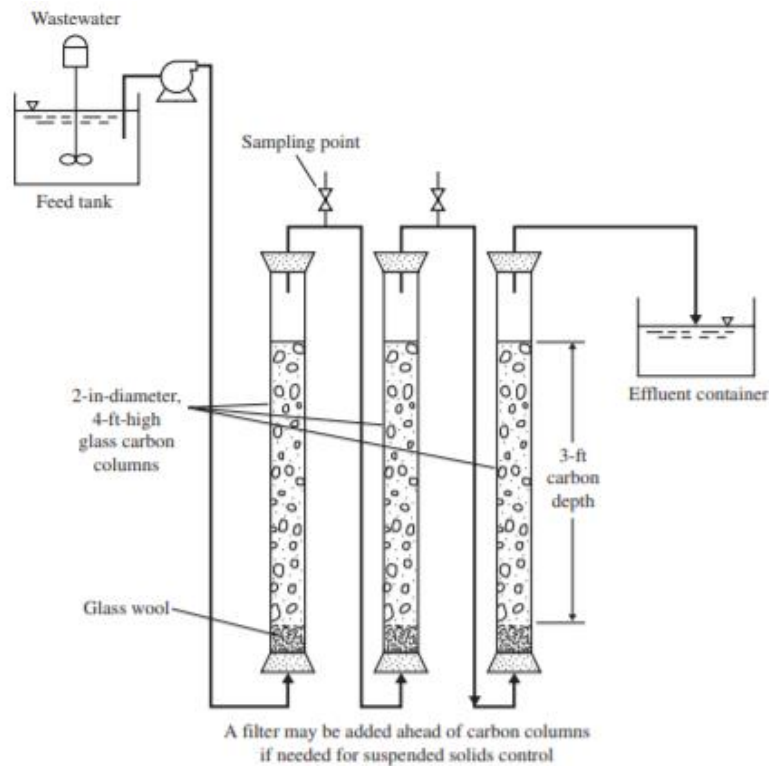 Wastewater
Feed tank
Sampling point
Effluent container
2-in-diameter,
4-ft-high
glass carbon
columns
3-ft
carbon
depth
Glass wool
A filter may be added ahead of carbon columns
if needed for suspended solids control